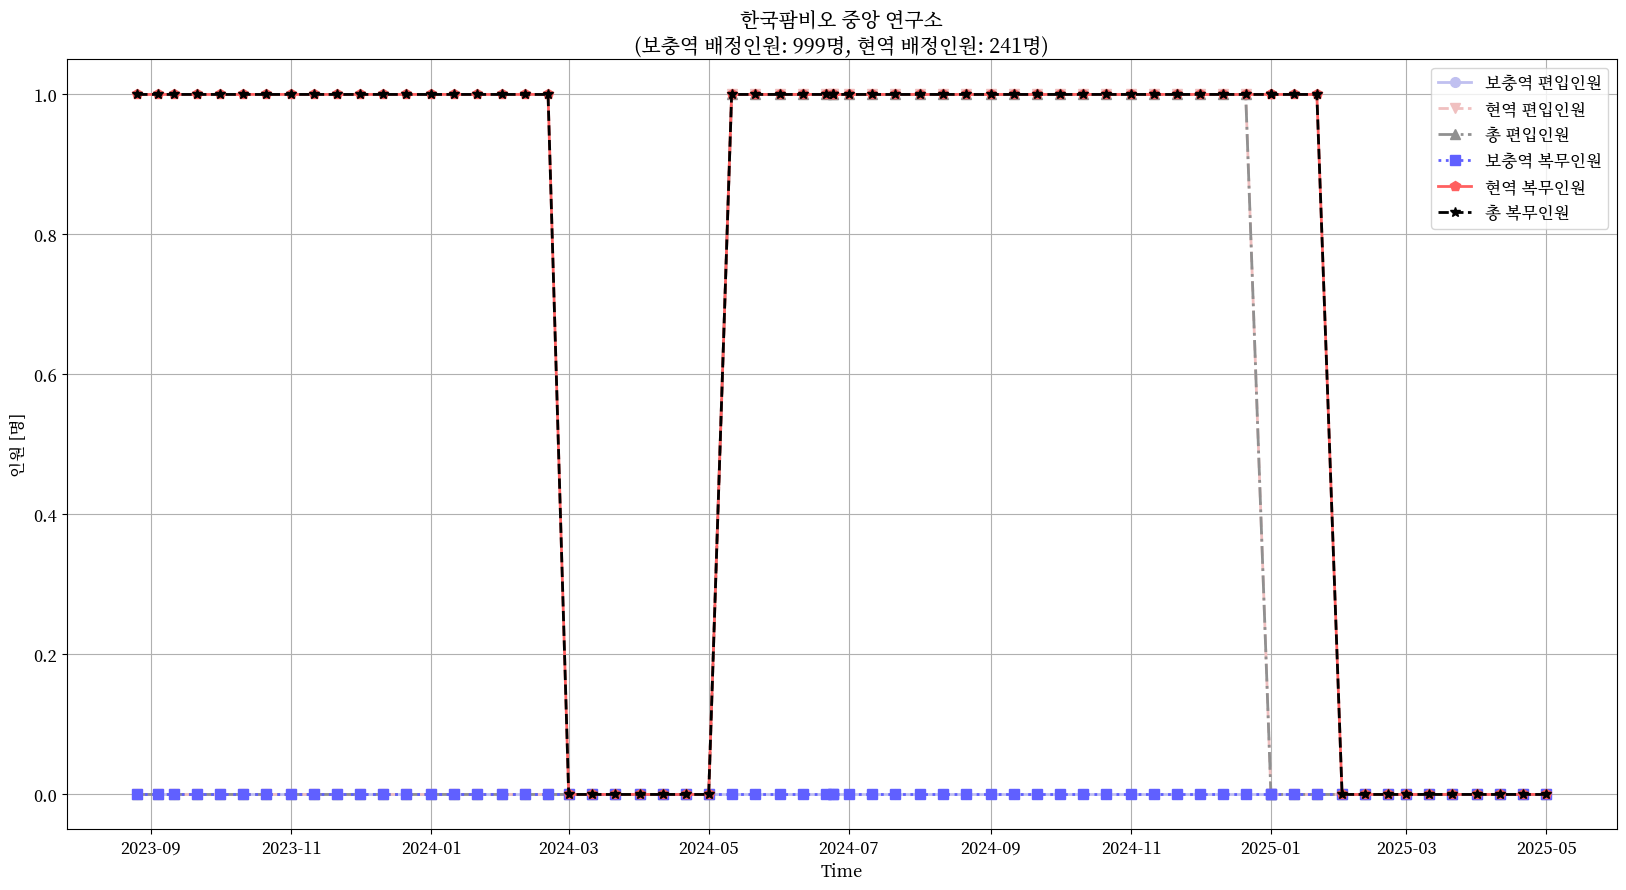 한국팜비오 중앙 연구소
(보충역 배정인원: 999명, 현역 배정인원: 241명)
보충역 편입인원
현역 편입인원
총 편입인원
보충역 복무인원
현역 복무인원
총 복무인원
인원 [명]
1.0
0.8
0.6
0.4
0.2
0.0
2023-09
2023-11
2024-01
2024-03
2024-05
2024-07
2024-09
2024-11
2025-01
2025-03
2025-05
Time